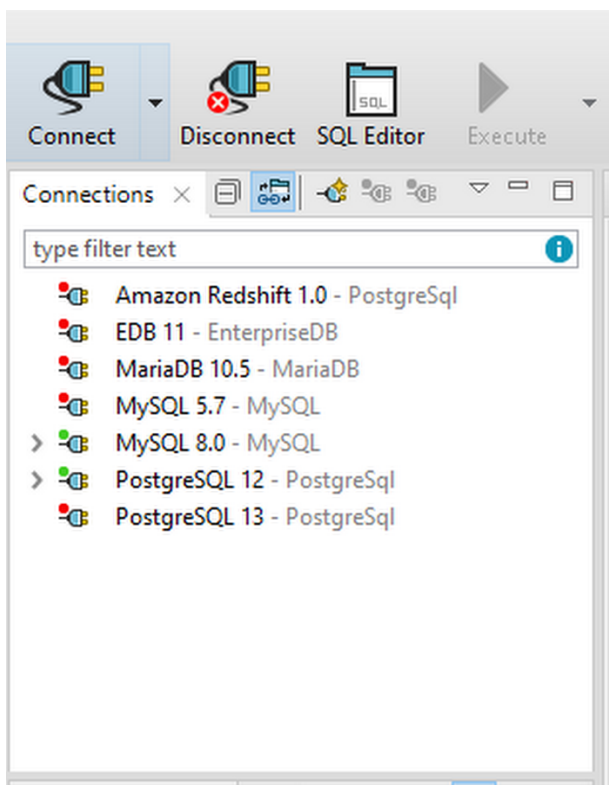 Connect Disconnect SQL Editor Execute
SQL
Connections
type filter text
Amazon Redshift 1.0 - PostgreSql
EDB 11 - EnterpriseDB
MariaDB 10.5 - MariaDB
MySQL 5.7 - MySQL
MySQL 8.0 - MySQL
PostgreSQL 12 - PostgreSql
PostgreSQL 13 - PostgreSql